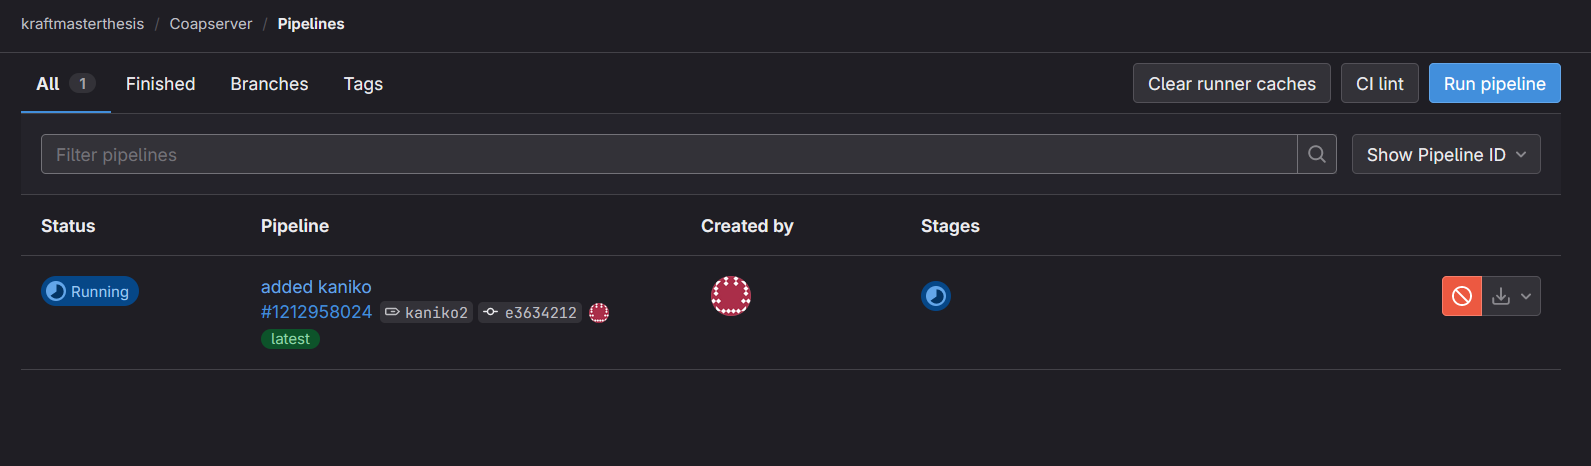 kraftmasterthesis / Coapserver / Pipelines
All 1 Finished Branches Tags Clear runner caches CI lint Run pipeline
Filter pipelines Show Pipeline ID
Status Pipeline Created by Stages
Running added kaniko
#1212958024 kaniko2 e3634212
latest